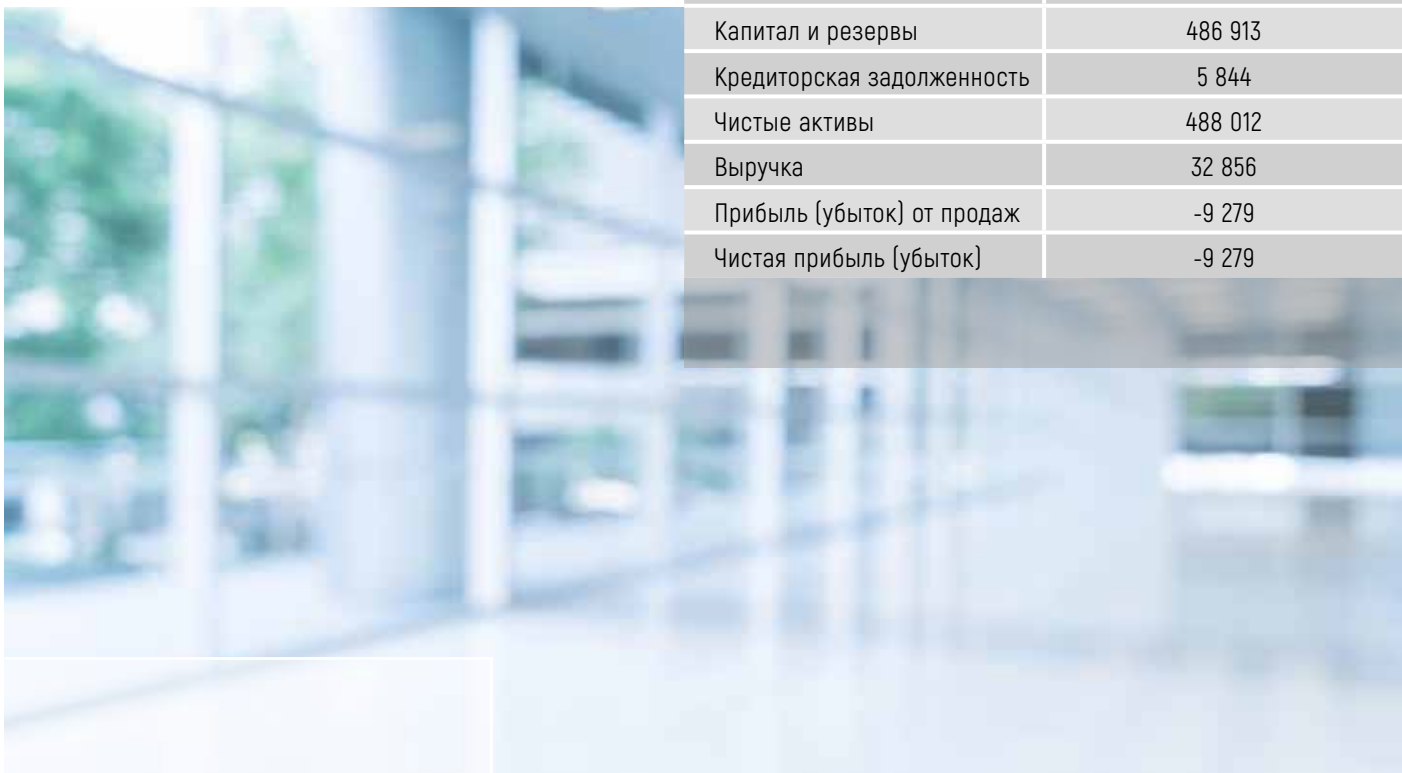 Капитал и резервы 486 913
Кредиторская задолженность 5 844
Чистые активы 488 012
Выручка 32 856
Прибыль (убыток) от продаж -9 279
Чистая прибыль (убыток) -9 279